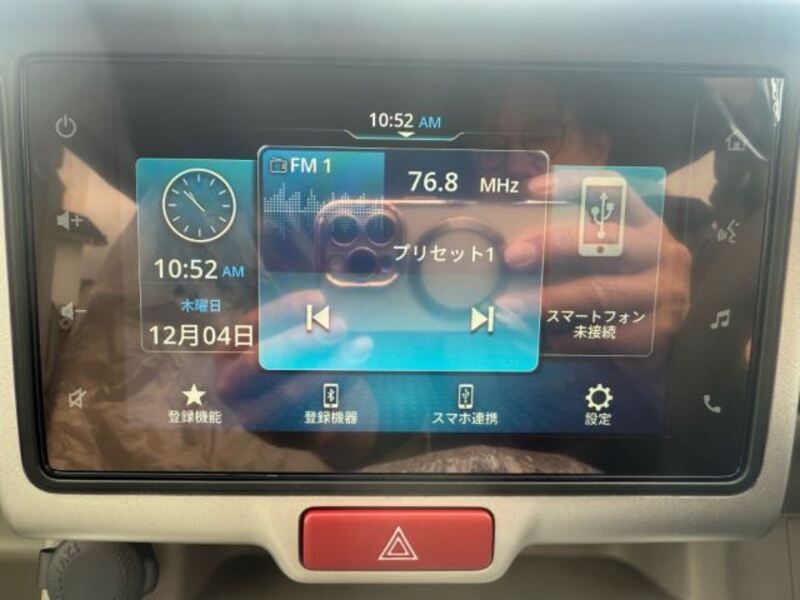 10:52 AM
FM 1
76.8 MHz
プリセット1
10:52 AM
木曜日
12月04日
スマートフォン
未接続
登録機能
登録機器
スマホ連携
設定